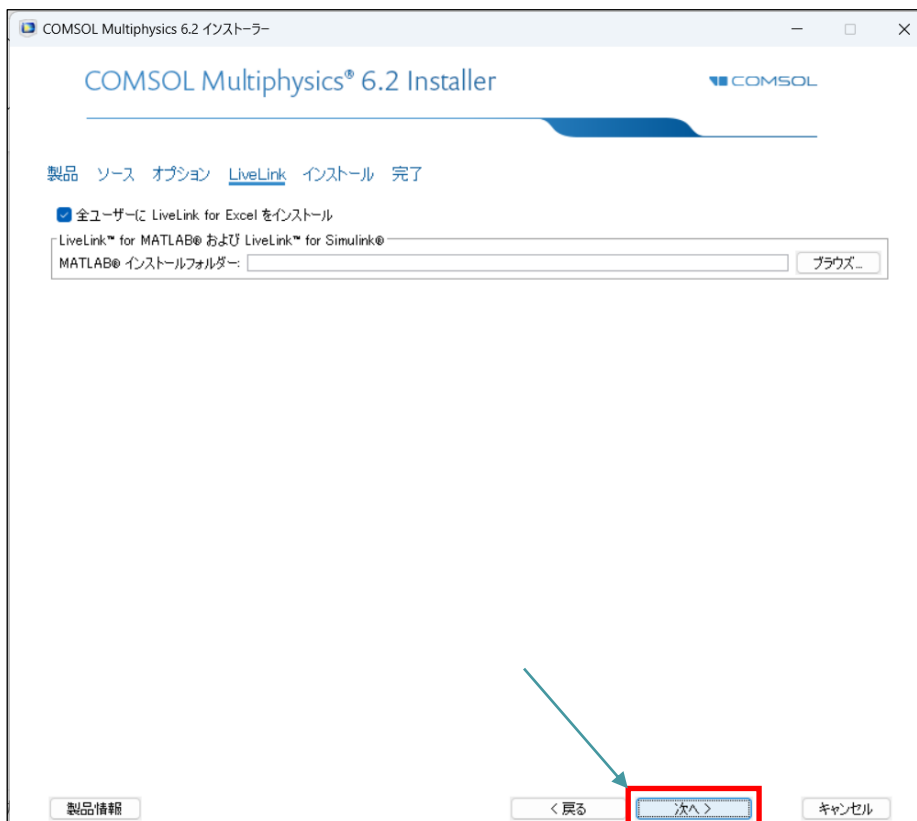 COMSOL Multiphysics 6.2 インストーラー
COMSOL Multiphysics® 6.2 Installer
COMSOL
製品 ソース オプション LiveLink インストール 完了
全ユーザーに LiveLink for Excel をインストール
LiveLink™ for MATLAB® および LiveLink™ for Simulink®
MATLAB® インストールフォルダー: ブラウズ...
製品情報 < 戻る 次へ > キャンセル